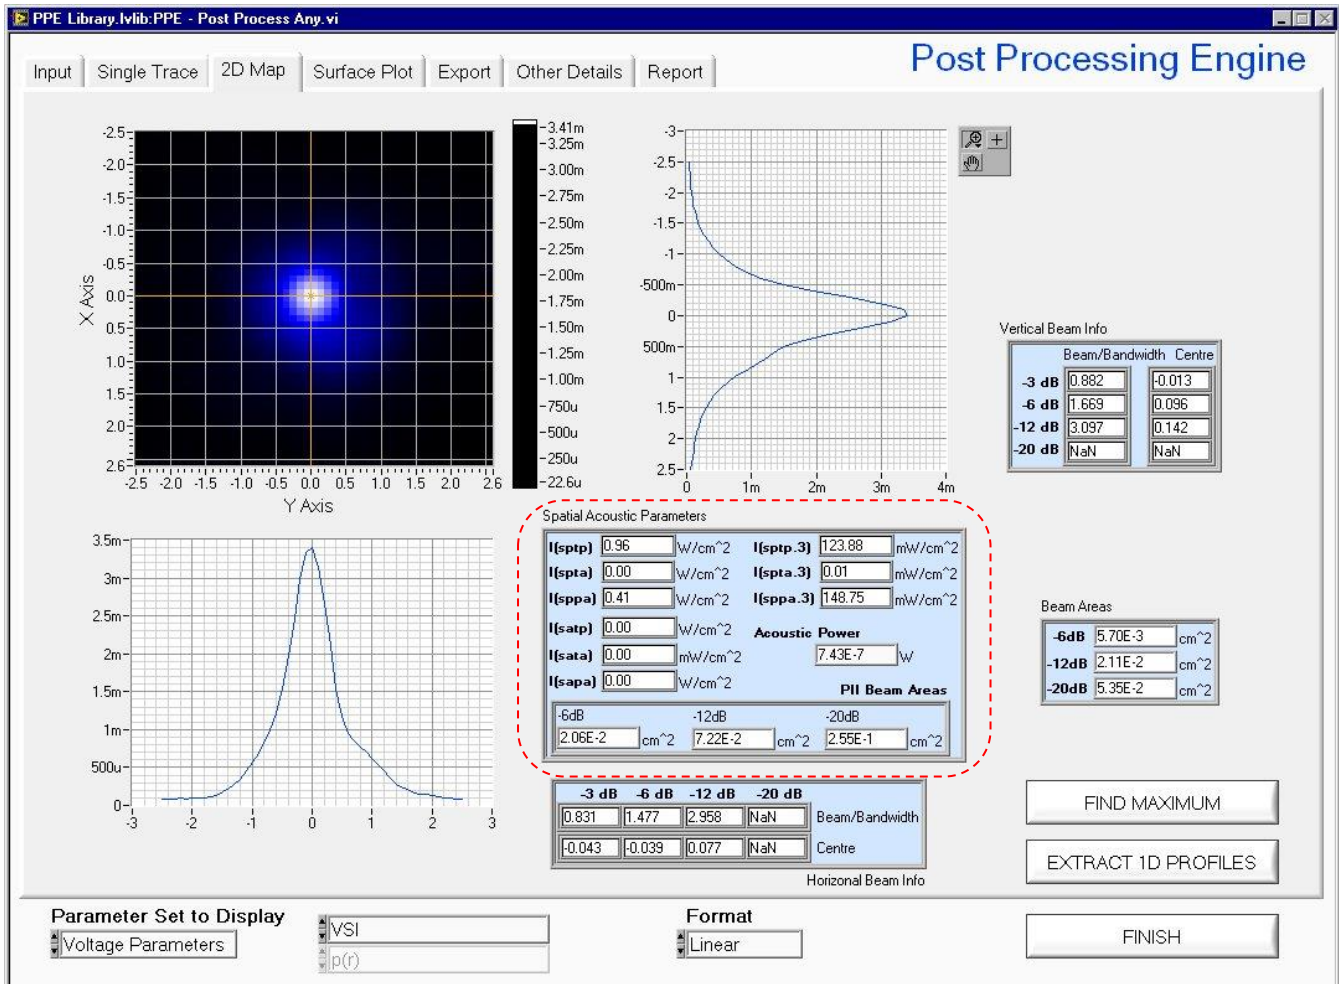 PPE Library.lvlib:PPE - Post Process Any.vi
Post Processing Engine
Input Single Trace 2D Map Surface Plot Export Other Details Report
-2.5
-2.0
-1.5
-1.0
-0.5
0.0
0.5
1.0
1.5
2.0
2.6
X Axis
-2.5 -2.0 -1.5 -1.0 -0.5 0.0 0.5 1.0 1.5 2.0 2.6
Y Axis
-3.41m
-3.25m
-3.00m
-2.75m
-2.50m
-2.25m
-2.00m
-1.75m
-1.50m
-1.25m
-1.00m
-750u
-500u
-250u
-22.6u
-3
-2.5
-2
-1.5
-1
-500m
0
500m
1
1.5
2
2.5
0 1m 2m 3m 4m
Vertical Beam Info
Beam/Bandwidth Centre
-3 dB 0.882 -0.013
-6 dB 1.669 0.096
-12 dB 3.097 0.142
-20 dB NaN NaN
3.5m
3m
2.5m
2m
1.5m
1m
500u
0
-3 -2 -1 0 1 2 3
Spatial Acoustic Parameters
I(sptp) 0.96 W/cm^2 I(sptp.3) 123.88 mW/cm^2
I(spta) 0.00 W/cm^2 I(spta.3) 0.01 mW/cm^2
I(sppa) 0.41 W/cm^2 I(sppa.3) 148.75 mW/cm^2
I(satp) 0.00 W/cm^2 Acoustic Power
I(sata) 0.00 mW/cm^2 7.43E-7 W
I(sapa) 0.00 W/cm^2 PII Beam Areas
-6dB -12dB -20dB
2.06E-2 cm^2 7.22E-2 cm^2 2.55E-1 cm^2
Beam Areas
-6dB 5.70E-3 cm^2
-12dB 2.11E-2 cm^2
-20dB 5.35E-2 cm^2
-3 dB -6 dB -12 dB -20 dB
0.831 1.477 2.958 NaN Beam/Bandwidth
-0.043 -0.039 0.077 NaN Centre
Horizonal Beam Info
FIND MAXIMUM
EXTRACT 1D PROFILES
FINISH
Parameter Set to Display
Voltage Parameters
VSI
p(r)
Format
Linear